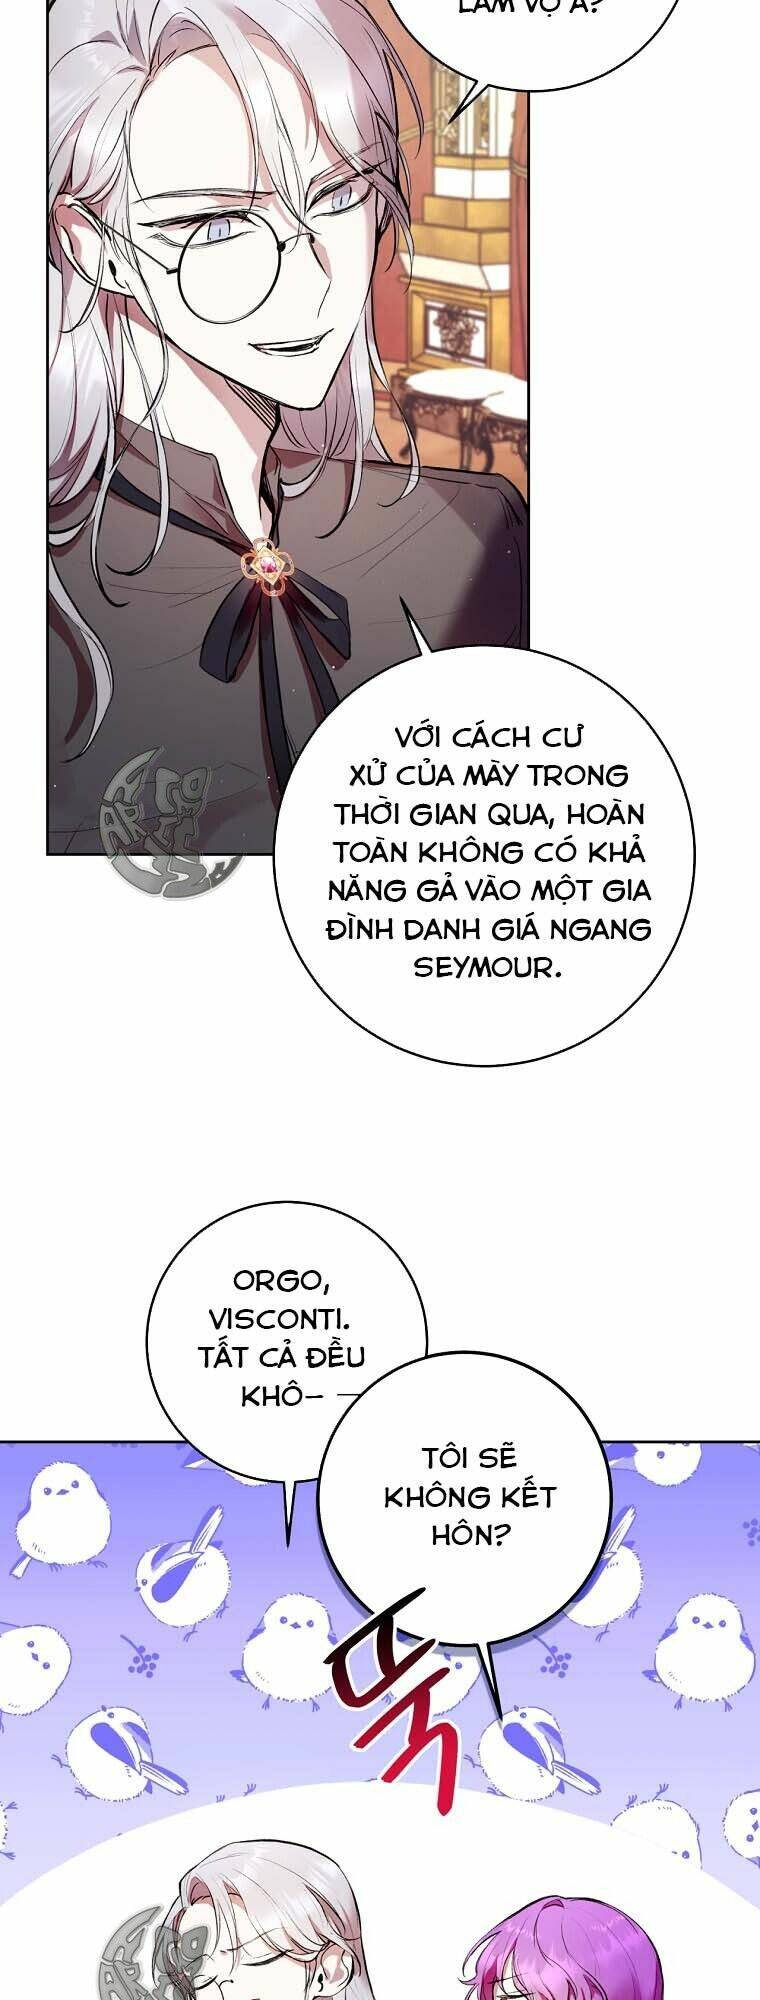 LÀM VỢ Á?
VỚI CÁCH CƯ
XỬ CỦA MÀY TRONG
THỜI GIAN QUA, HOÀN
TOÀN KHÔNG CÓ KHẢ
NĂNG GẢ VÀO MỘT GIA
ĐÌNH DANH GIÁ NGANG
SEYMOUR.
ORGO,
VISCONTI.
TẤT CẢ ĐỀU
KHÔ- —
TÔI SẼ
KHÔNG KẾT
HÔN?